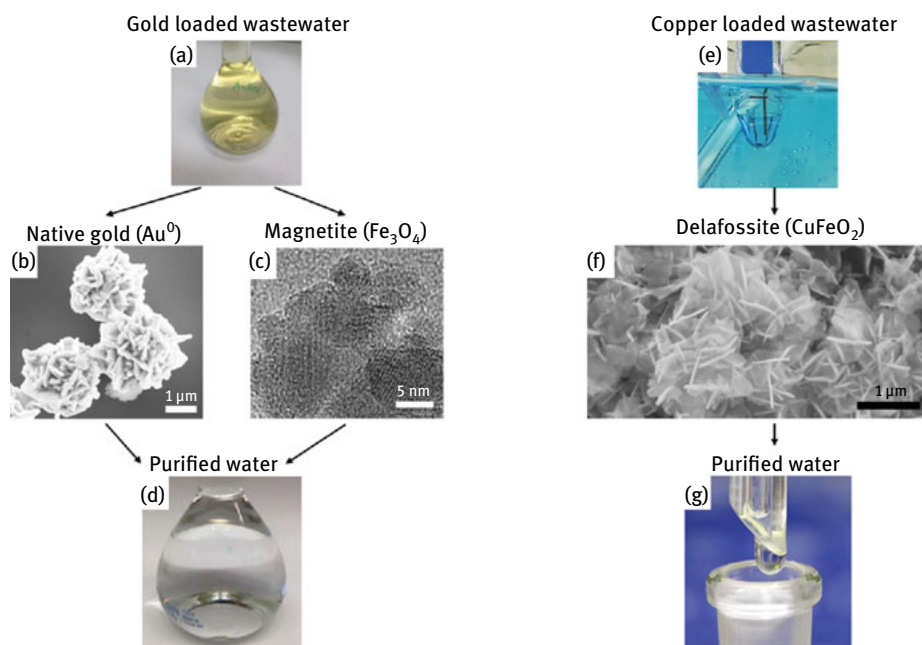 Gold loaded wastewater
(a)
Native gold (Au⁰)
(b)
1 µm
Magnetite (Fe₃O₄)
(c)
5 nm
Purified water
(d)
Copper loaded wastewater
(e)
Delafossite (CuFeO₂)
(f)
1 µm
Purified water
(g)